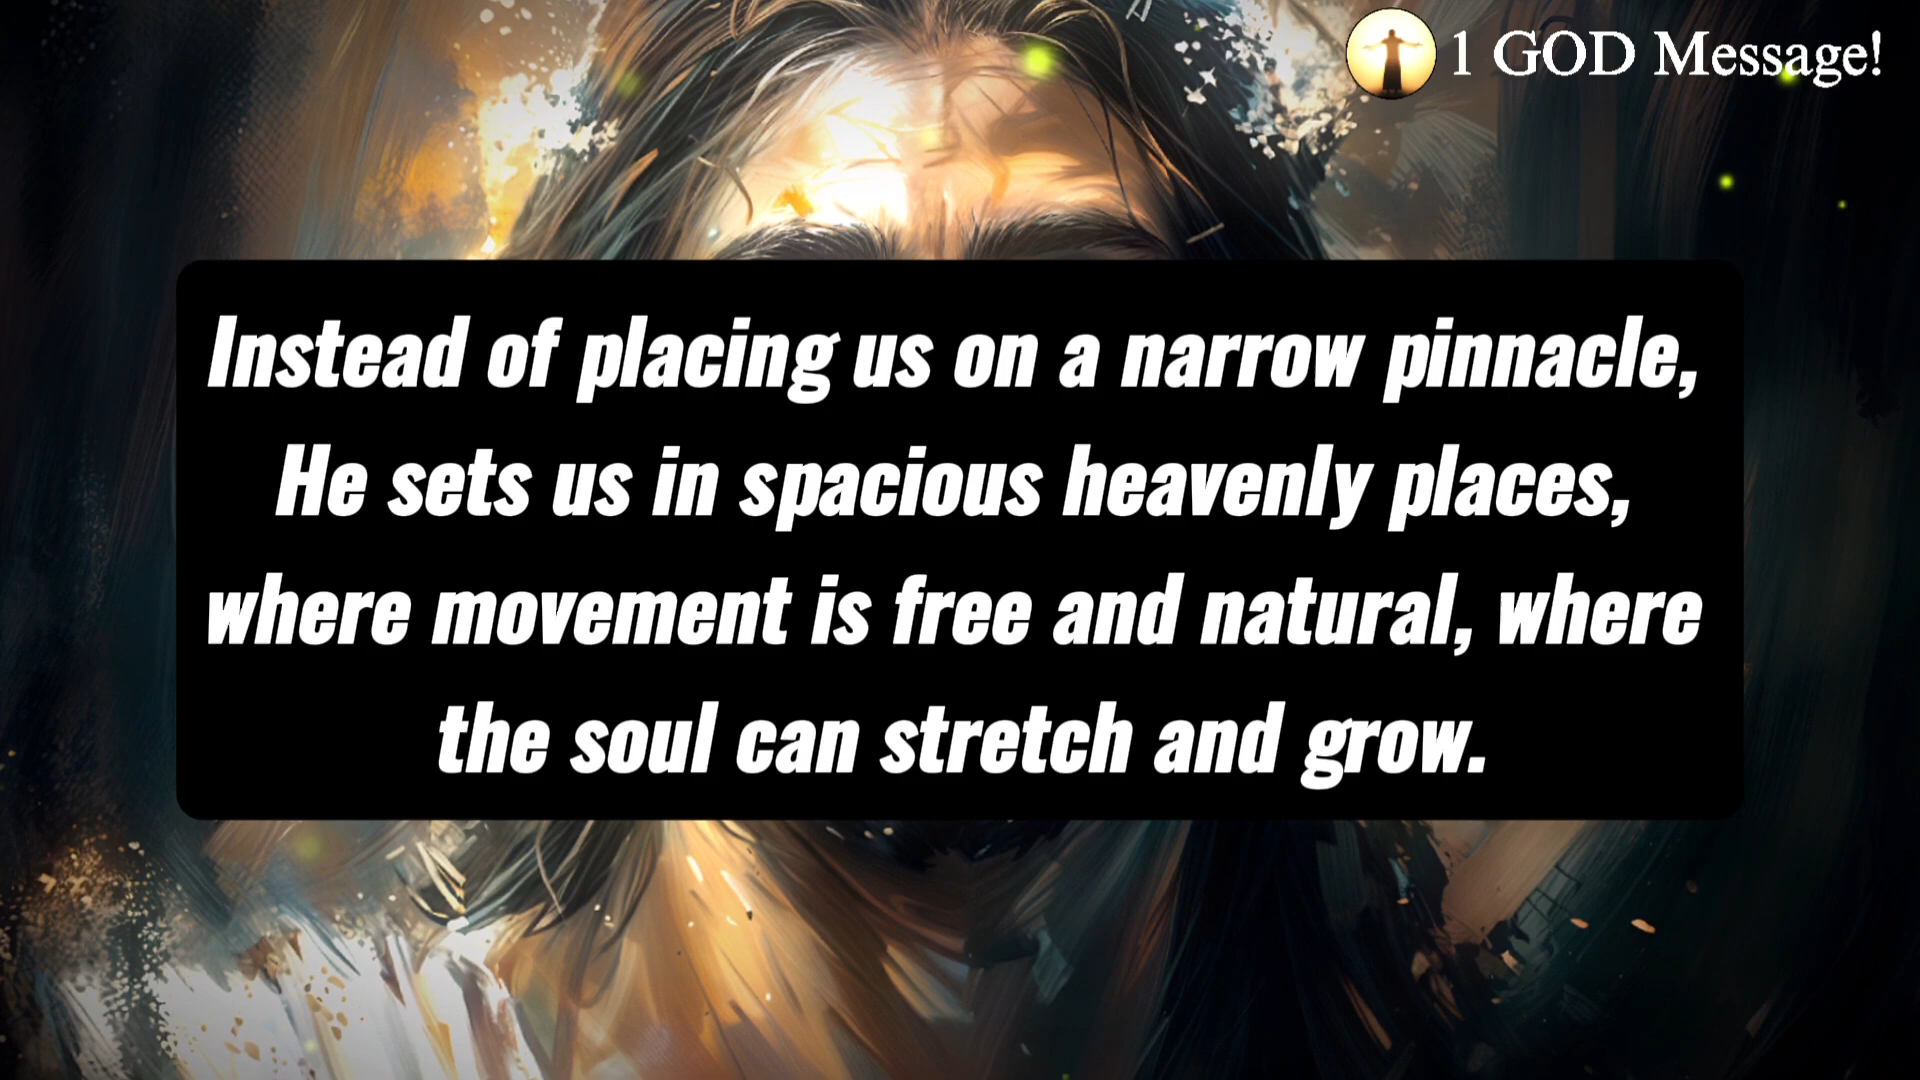 1 GOD Message!
Instead of placing us on a narrow pinnacle,
He sets us in spacious heavenly places,
where movement is free and natural, where
the soul can stretch and grow.